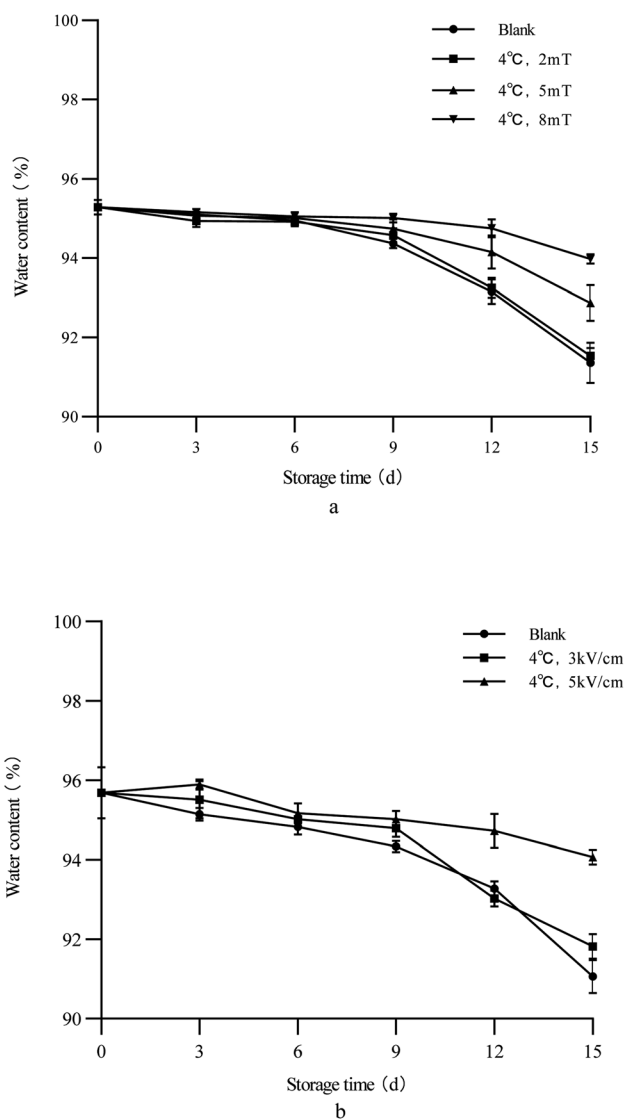 100
98
96
94
92
90
Water content（%）
Blank
4℃，2mT
4℃，5mT
4℃，8mT
0 3 6 9 12 15
Storage time（d）
a
100
98
96
94
92
90
Water content（%）
Blank
4℃，3kV/cm
4℃，5kV/cm
0 3 6 9 12 15
Storage time（d）
b